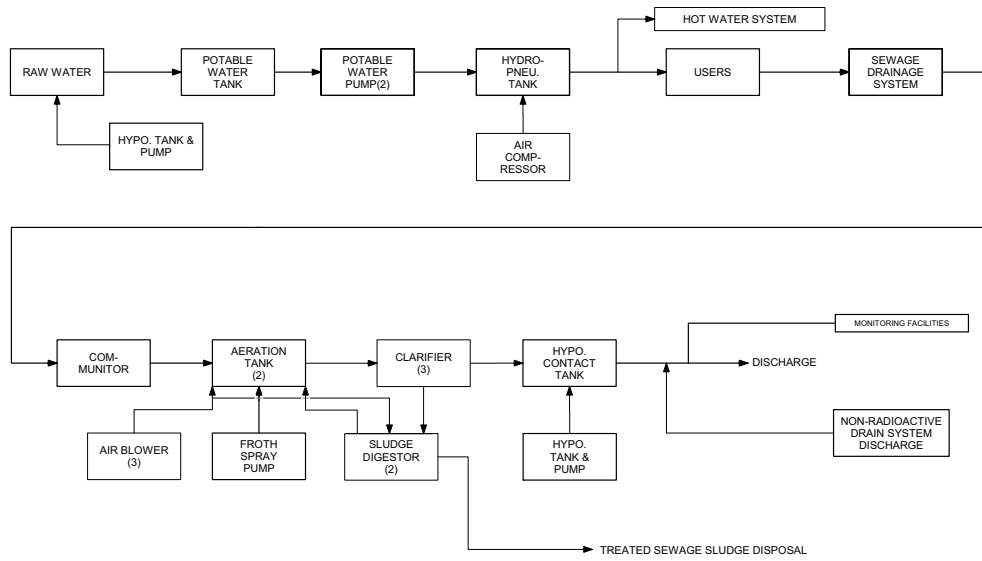 HOT WATER SYSTEM
RAW WATER
POTABLE
WATER
TANK
POTABLE
WATER
PUMP(2)
HYDRO-
PNEU.
TANK
USERS
SEWAGE
DRAINAGE
SYSTEM
HYPO. TANK &
PUMP
AIR
COMP-
RESSOR
MONITORING FACILITIES
COM-
MUNITOR
AERATION
TANK
(2)
CLARIFIER
(3)
HYPO.
CONTACT
TANK
DISCHARGE
AIR BLOWER
(3)
FROTH
SPRAY
PUMP
SLUDGE
DIGESTOR
(2)
HYPO.
TANK &
PUMP
NON-RADIOACTIVE
DRAIN SYSTEM
DISCHARGE
TREATED SEWAGE SLUDGE DISPOSAL